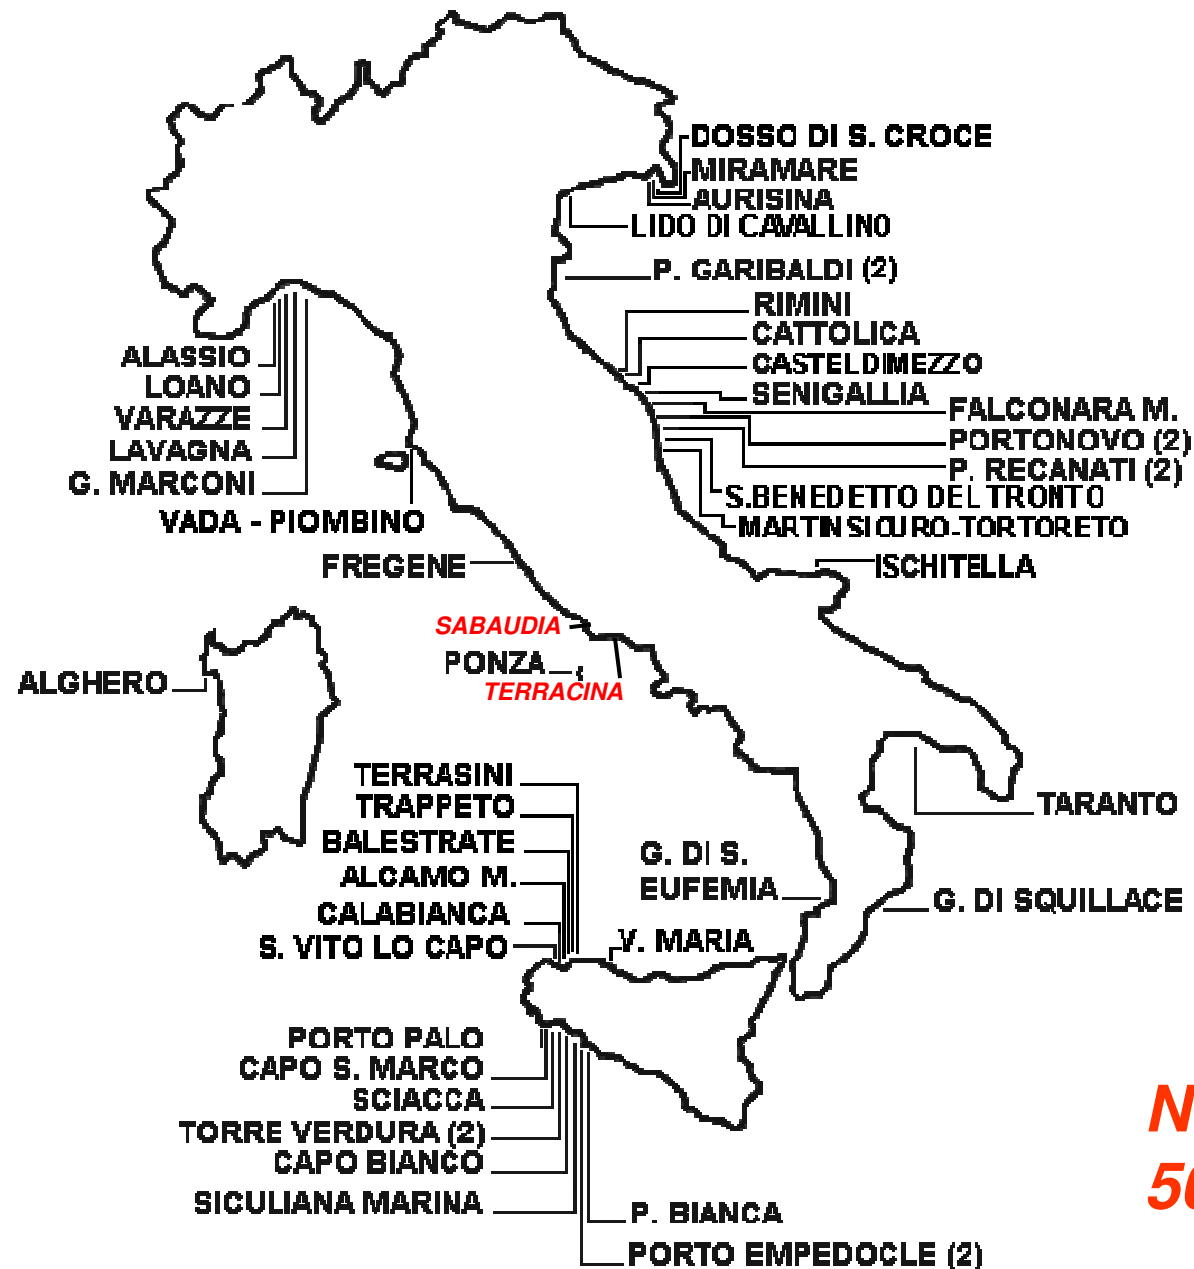 DOSSO DI S. CROCE
MIRAMARE
AURISINA
LIDO DI CAVALLINO
P. GARIBALDI (2)
RIMINI
CATTOLICA
CASTELDIMEZZO
SENIGALLIA
FALCONARA M.
PORTONOVO (2)
P. RECANATI (2)
S.BENEDETTO DEL TRONTO
MARTINSICURO-TORTORETO
ISCHITELLA
ALASSIO
LOANO
VARAZZE
LAVAGNA
G. MARCONI
VADA - PIOMBINO
FREGENE
SABAUDIA
PONZA
TERRACINA
ALGHERO
TARANTO
TERRASINI
TRAPPETO
BALESTRATE
ALCAMO M.
CALABIANCA
S. VITO LO CAPO
G. DI S.
EUFEMIA
G. DI SQUILLACE
V. MARIA
PORTO PALO
CAPO S. MARCO
SCIACCA
TORRE VERDURA (2)
CAPO BIANCO
SICULIANA MARINA
P. BIANCA
PORTO EMPEDOCLE (2)